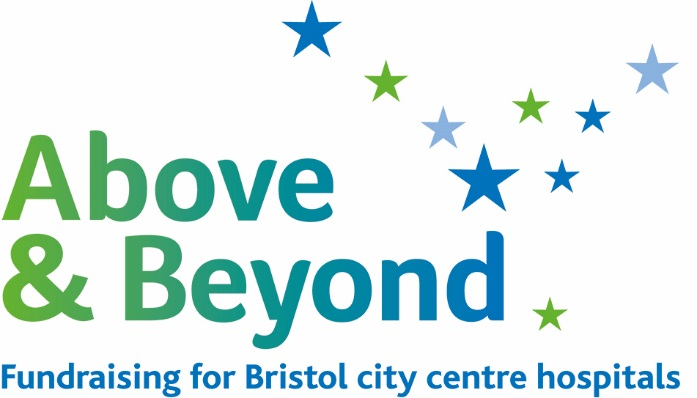 Above
& Beyond
Fundraising for Bristol city centre hospitals